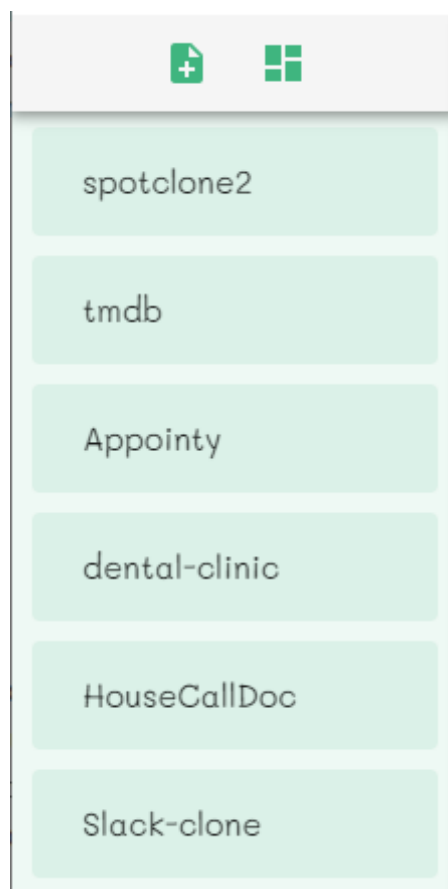 spotclone2
tmdb
Appointy
dental-clinic
HouseCallDoc
Slack-clone